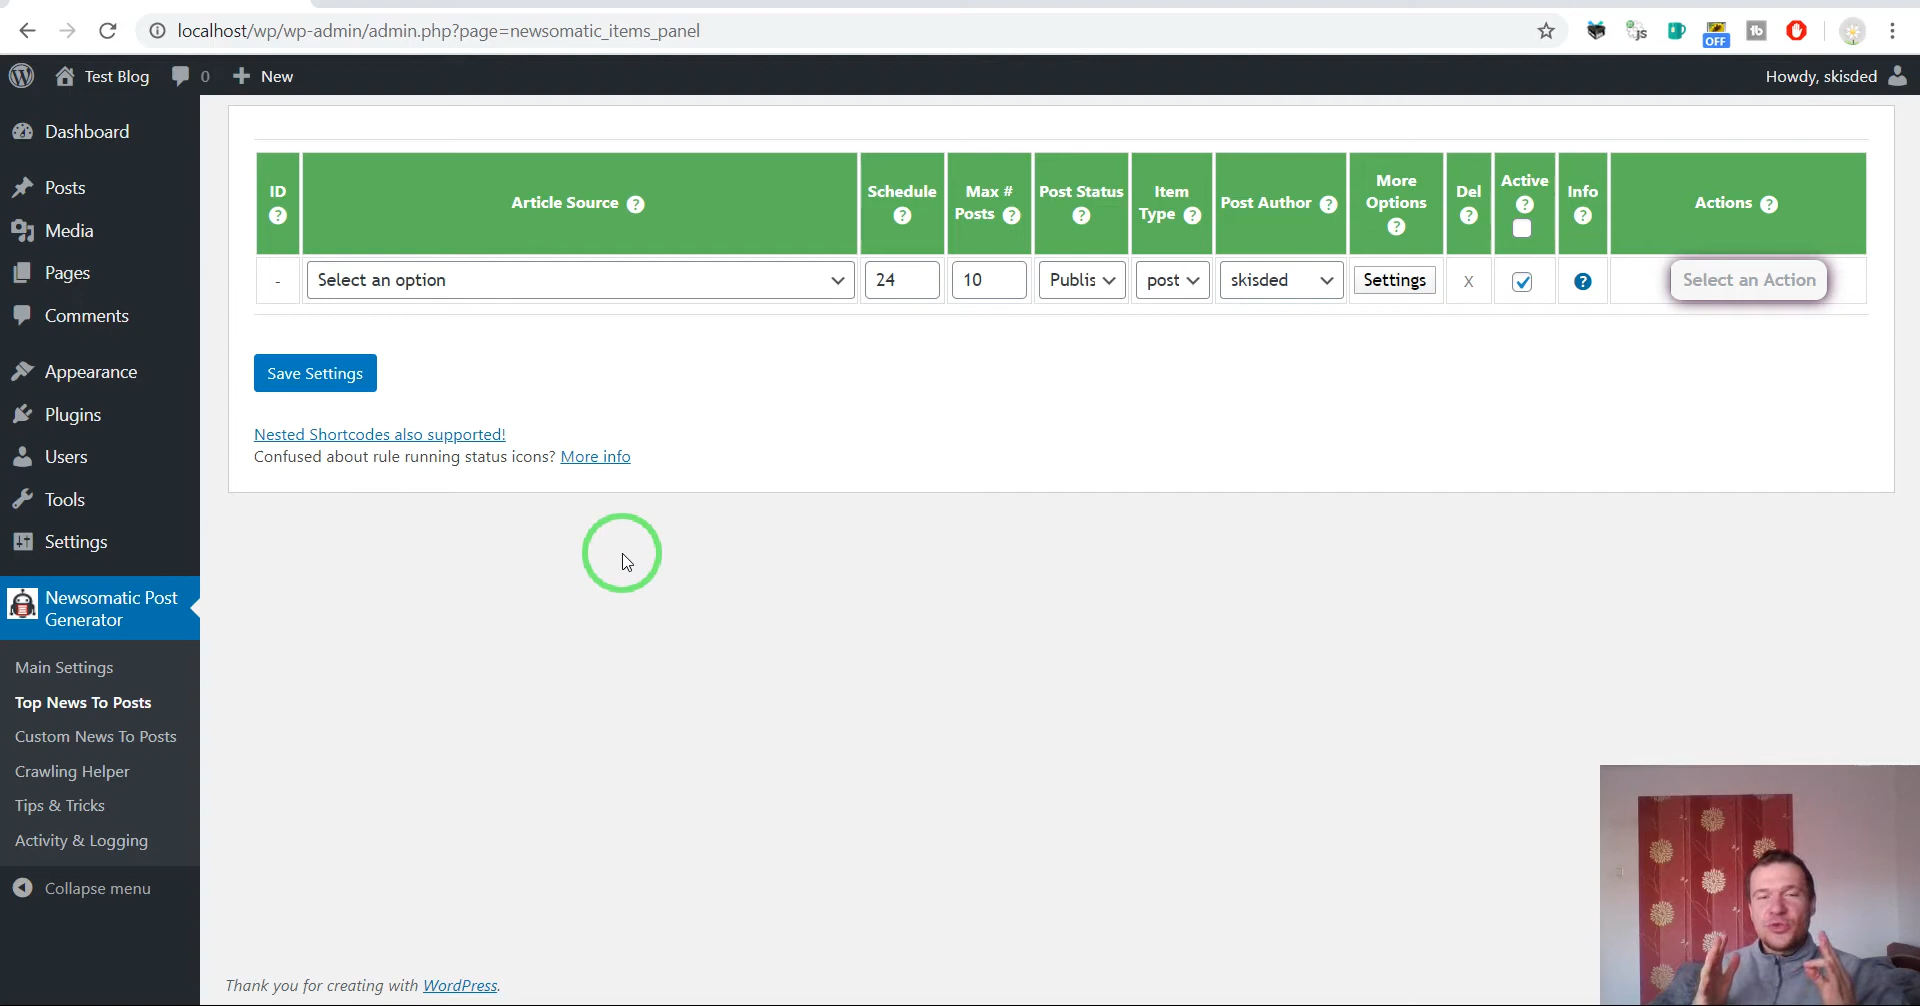 localhost/wp/wp-admin/admin.php?page=newsomatic_items_panel
JS
OFF
tb
Test Blog
0
New
Howdy, skisded
Dashboard
Posts
Media
Pages
Comments
Appearance
Plugins
Users
Tools
Settings
Newsomatic Post
Generator
Main Settings
Top News To Posts
Custom News To Posts
Crawling Helper
Tips & Tricks
Activity & Logging
Collapse menu
ID
?
Article Source ?
Schedule
?
Max #
Posts ?
Post Status
?
Item
Type ?
Post Author ?
More
Options
?
Del
?
Active
?
Info
?
Actions ?
-
Select an option
24
10
Publis
post
skisded
Settings
X
?
Select an Action
Save Settings
Nested Shortcodes also supported!
Confused about rule running status icons? More info
Thank you for creating with WordPress.